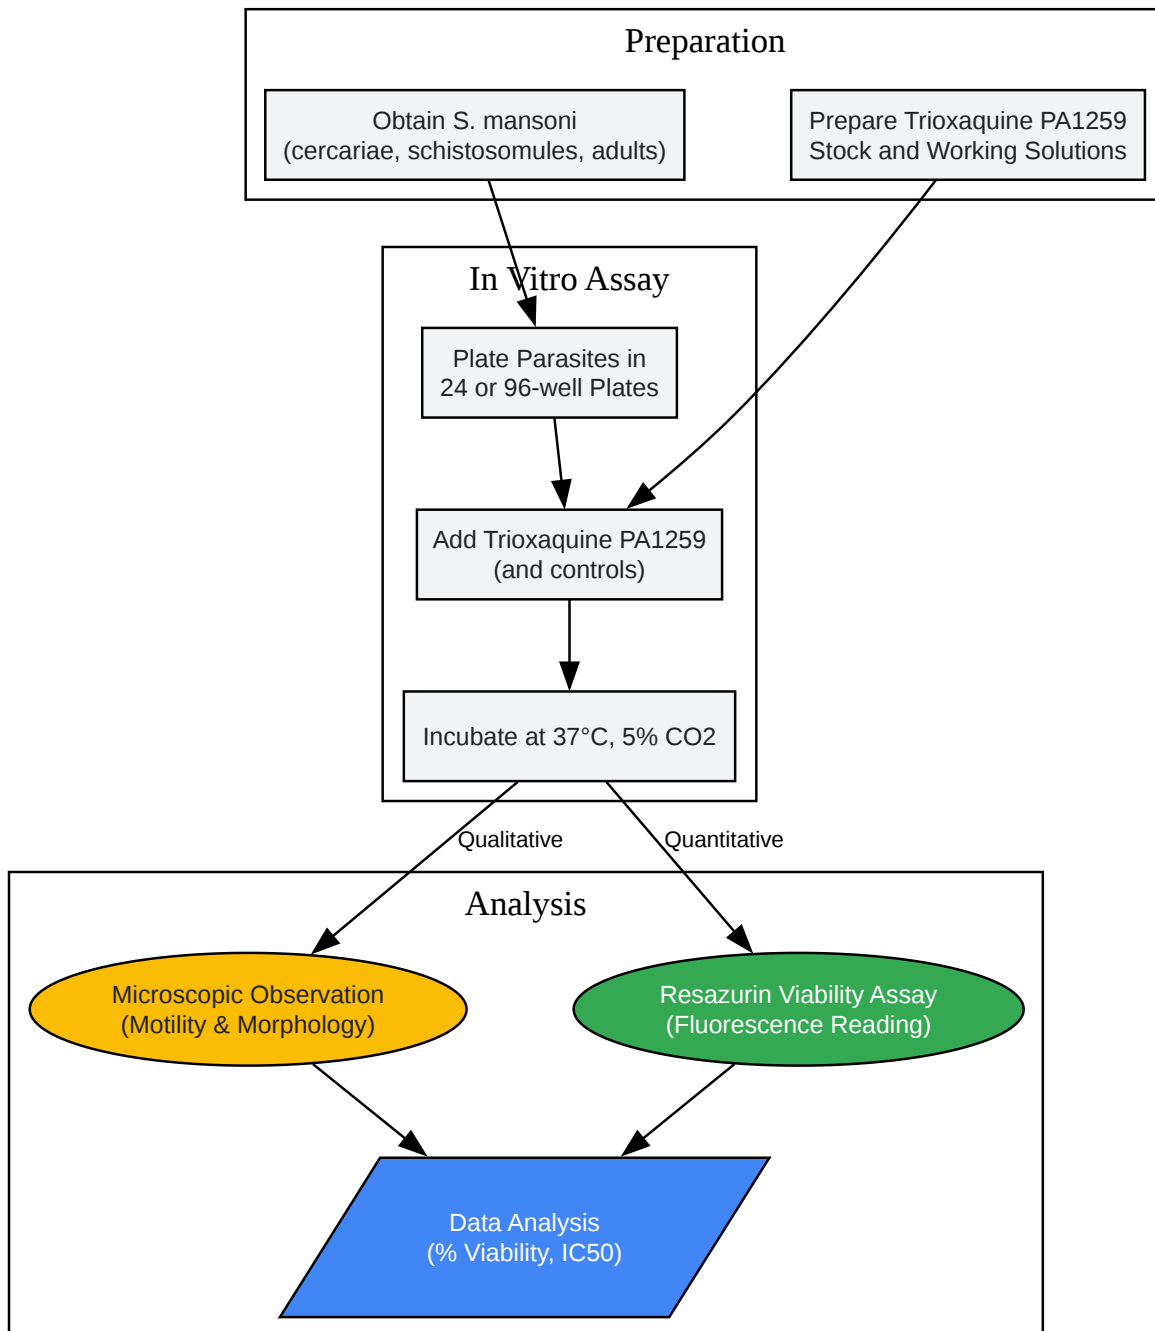 Preparation
Obtain S. mansoni
(cercariae, schistosomules, adults)
Prepare Trioxaquine PA1259
Stock and Working Solutions
In Vitro Assay
Plate Parasites in
24 or 96-well Plates
Add Trioxaquine PA1259
(and controls)
Incubate at 37°C, 5% CO2
Qualitative
Quantitative
Analysis
Microscopic Observation
(Motility & Morphology)
Resazurin Viability Assay
(Fluorescence Reading)
Data Analysis
(% Viability, IC50)